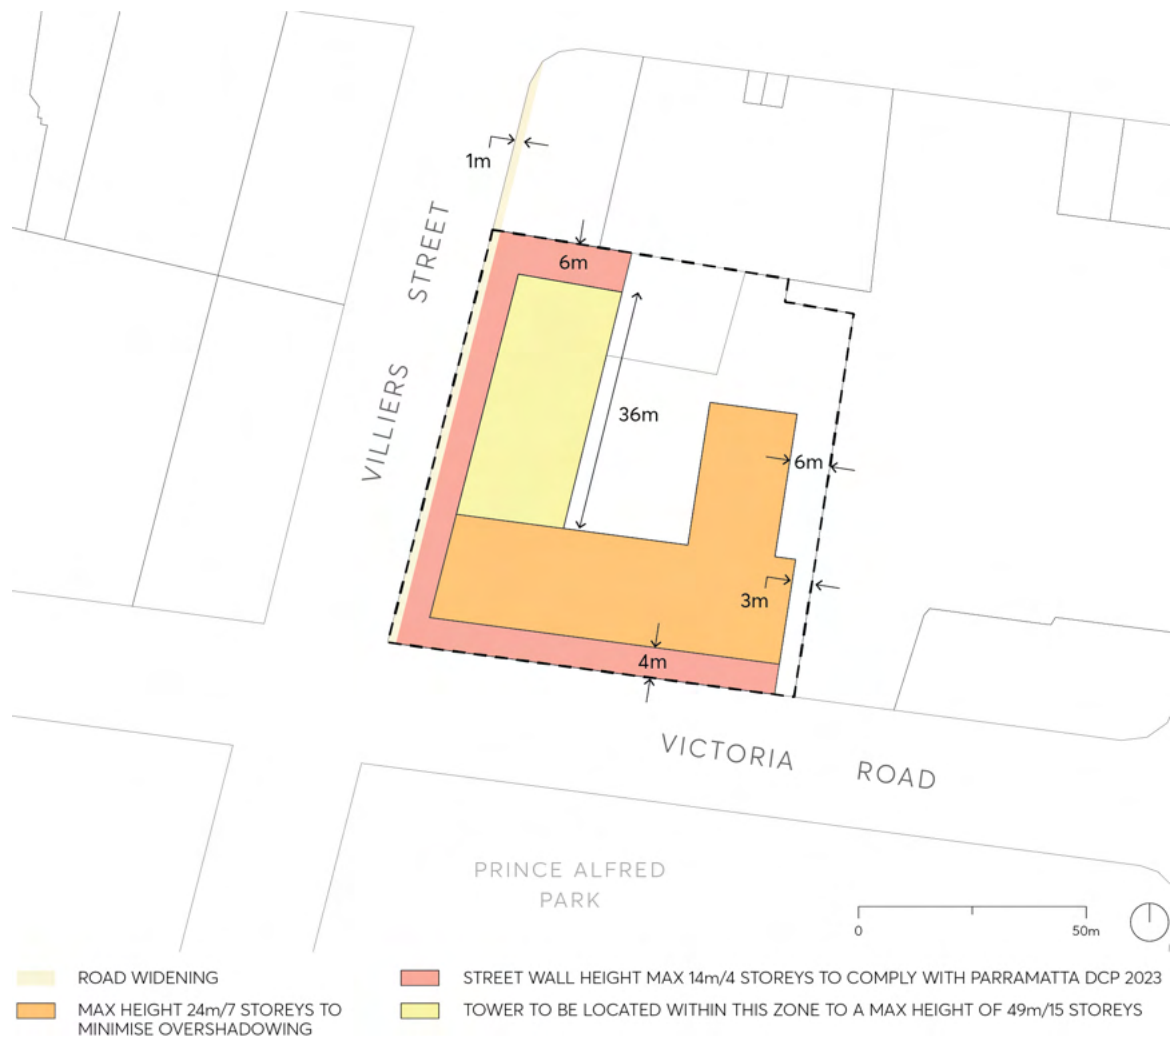 1m
VILLIERS STREET
6m
36m
6m
3m
4m
VICTORIA ROAD
PRINCE ALFRED
PARK
0
50m
ROAD WIDENING
MAX HEIGHT 24m/7 STOREYS TO
MINIMISE OVERSHADOWING
STREET WALL HEIGHT MAX 14m/4 STOREYS TO COMPLY WITH PARRAMATTA DCP 2023
TOWER TO BE LOCATED WITHIN THIS ZONE TO A MAX HEIGHT OF 49m/15 STOREYS